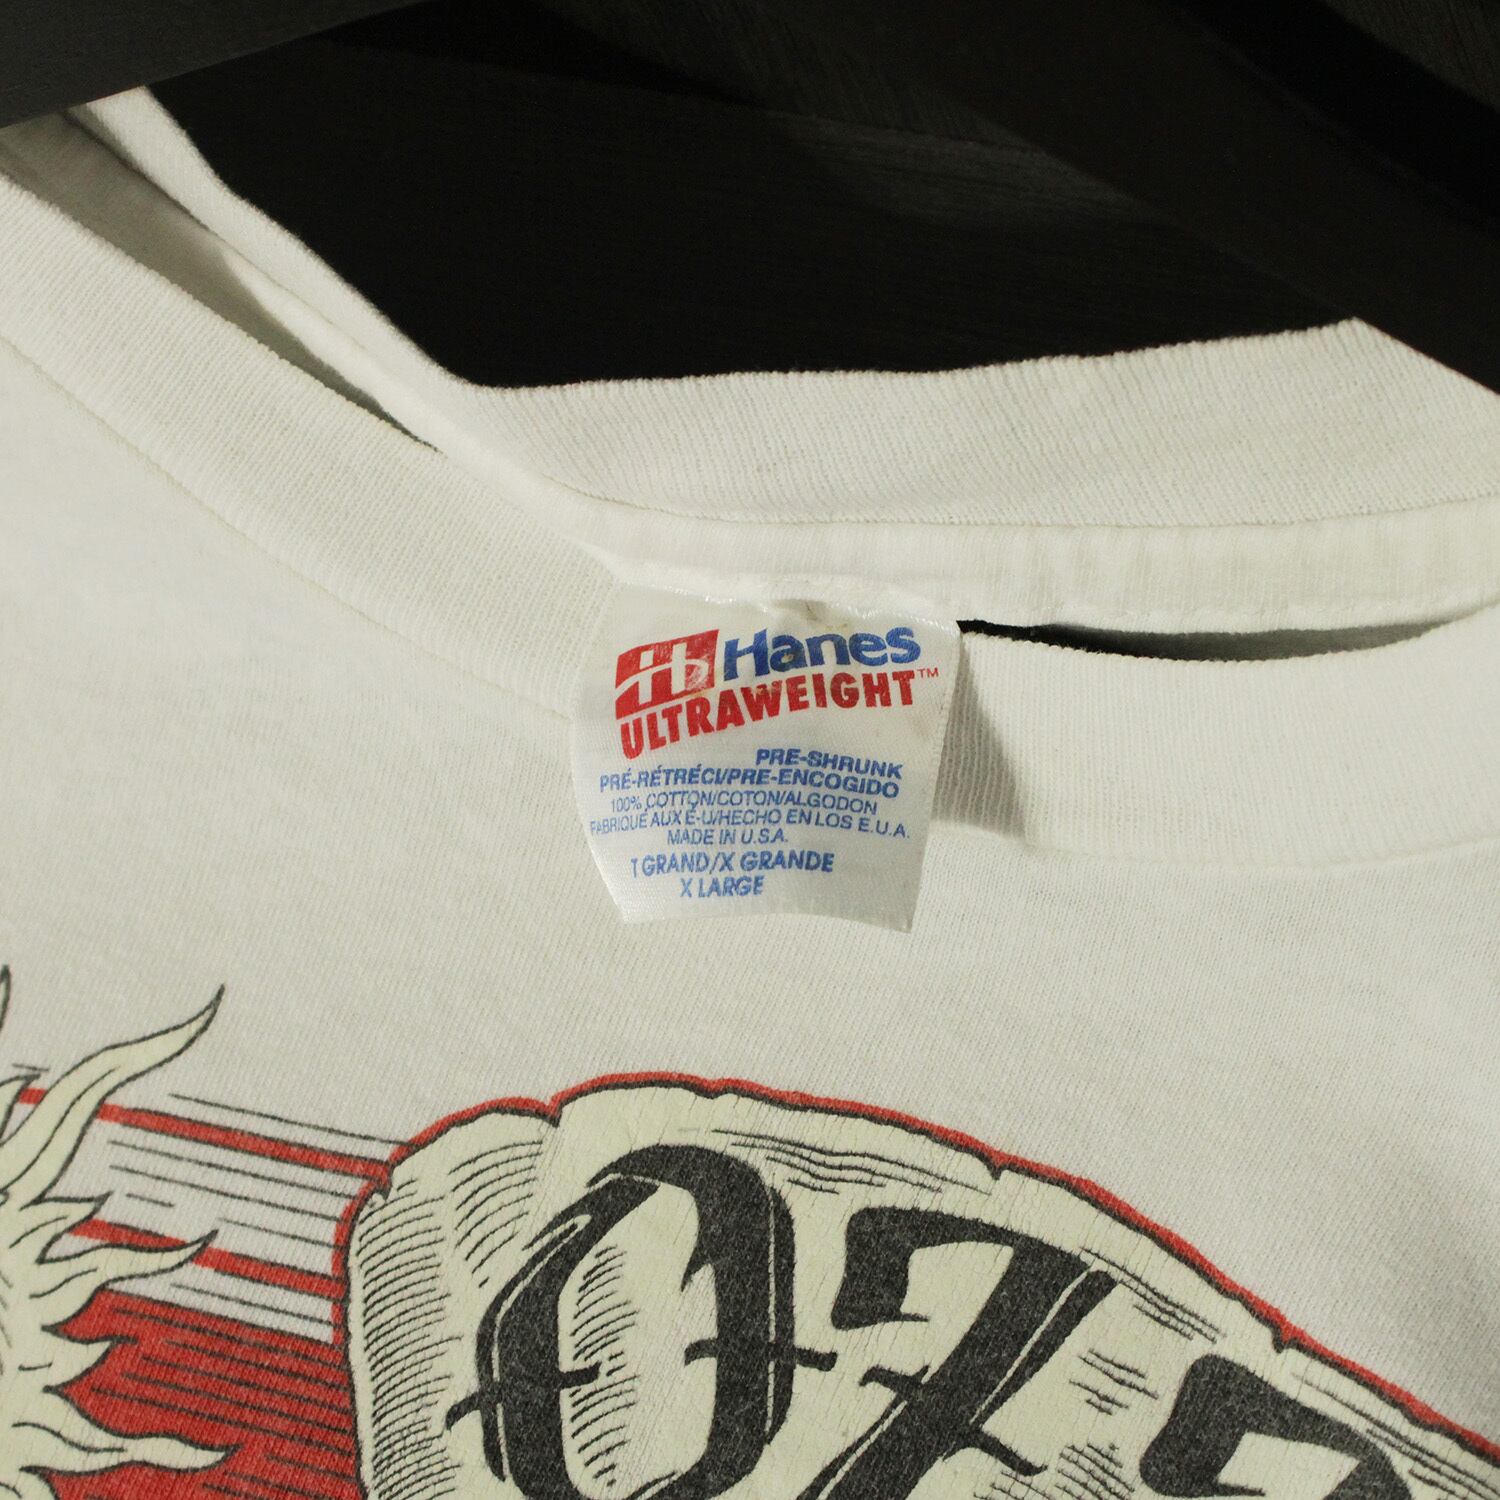 Hanes
ULTRAWEIGHT™
PRE-SHRUNK
PRÉ-RÉTRÉCI/PRE-ENCOGIDO
100% COTTON/COTON/ALGODON
FABRIQUÉ AUX É-U/HECHO EN LOS E.U.A.
MADE IN U.S.A.
T GRAND/X GRANDE
X LARGE
OZZ